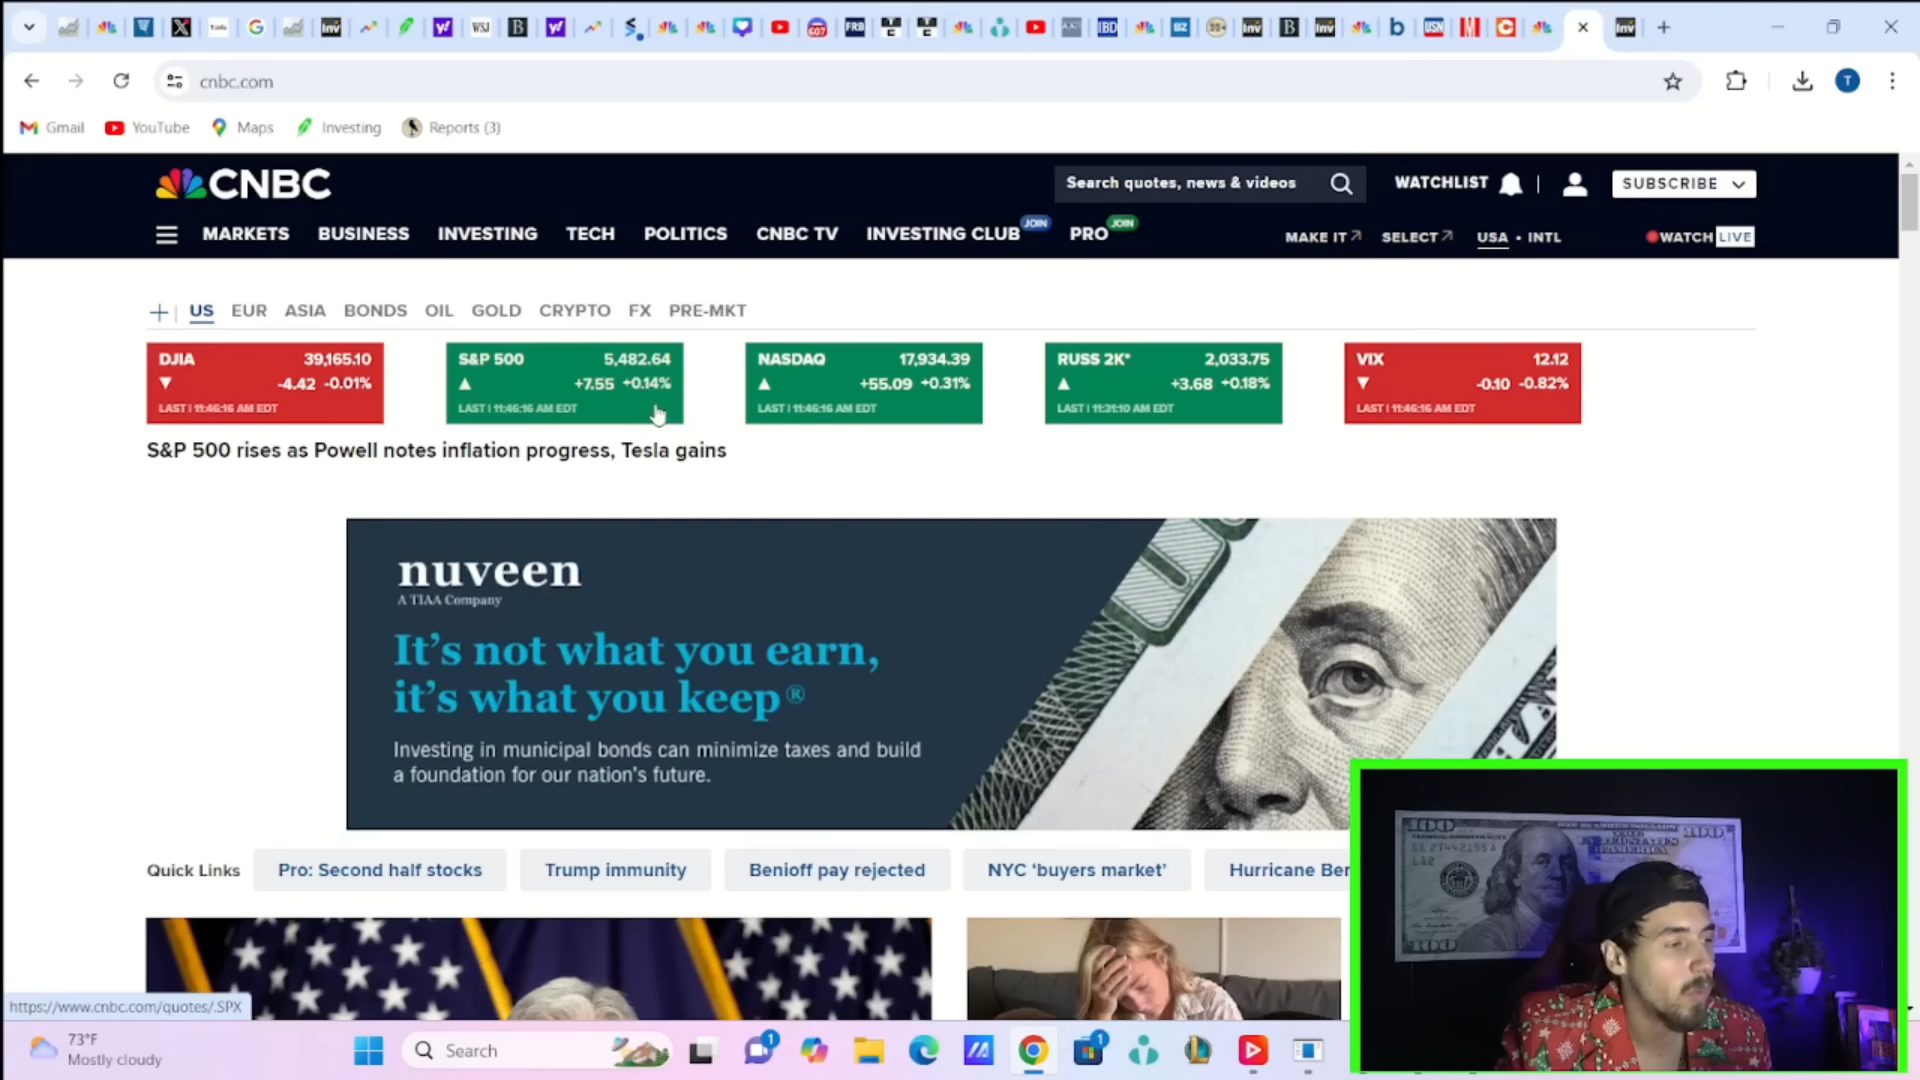 cnbc.com
Gmail YouTube Maps Investing Reports (3)
CNBC
Search quotes, news & videos
WATCHLIST
SUBSCRIBE
MARKETS BUSINESS INVESTING TECH POLITICS CNBC TV INVESTING CLUB JOIN PRO JOIN
MAKE IT SELECT USA • INTL WATCH LIVE
US EUR ASIA BONDS OIL GOLD CRYPTO FX PRE-MKT
DJIA 39,165.10
-4.42 -0.01%
LAST | 11:46:16 AM EDT
S&P 500 5,482.64
+7.55 +0.14%
LAST | 11:46:16 AM EDT
NASDAQ 17,934.39
+55.09 +0.31%
LAST | 11:46:16 AM EDT
RUSS 2K* 2,033.75
+3.68 +0.18%
LAST | 11:31:10 AM EDT
VIX 12.12
-0.10 -0.82%
LAST | 11:46:16 AM EDT
S&P 500 rises as Powell notes inflation progress, Tesla gains
nuveen
A TIAA Company
It's not what you earn,
it's what you keep®
Investing in municipal bonds can minimize taxes and build
a foundation for our nation's future.
Quick Links Pro: Second half stocks Trump immunity Benioff pay rejected NYC 'buyers market' Hurricane Ber
https://www.cnbc.com/quotes/.SPX
73°F
Mostly cloudy
Search